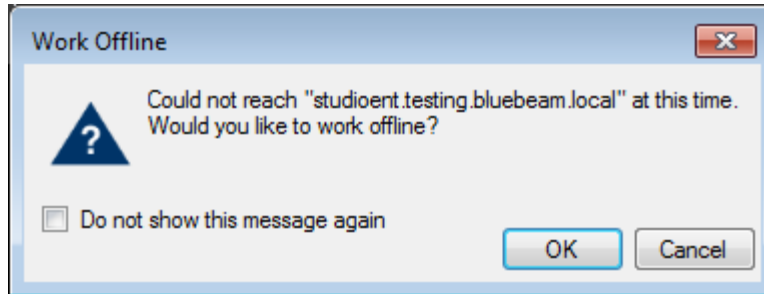 Work Offline
Could not reach "studioent.testing.bluebeam.local" at this time.
Would you like to work offline?
?
Do not show this message again
OK
Cancel